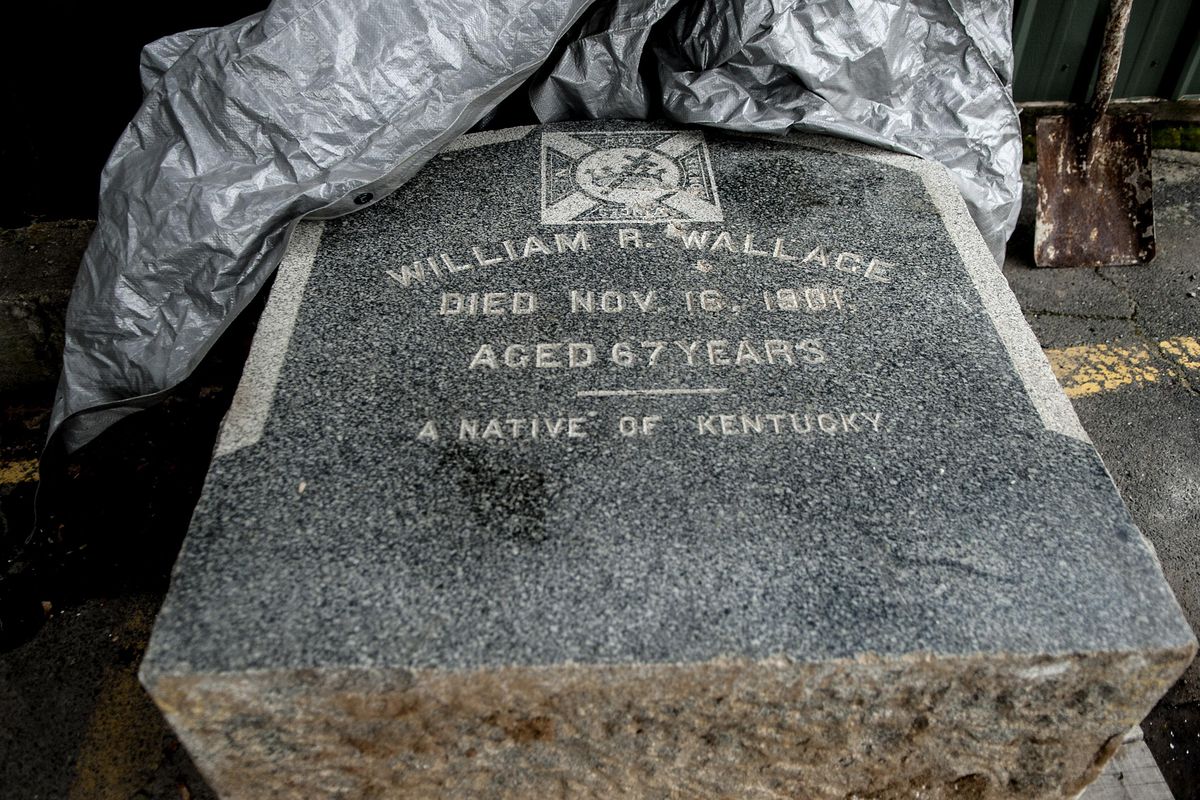 WILLIAM R. WALLACE
DIED NOV. 16, 1901.
AGED 67 YEARS
A NATIVE OF KENTUCKY.